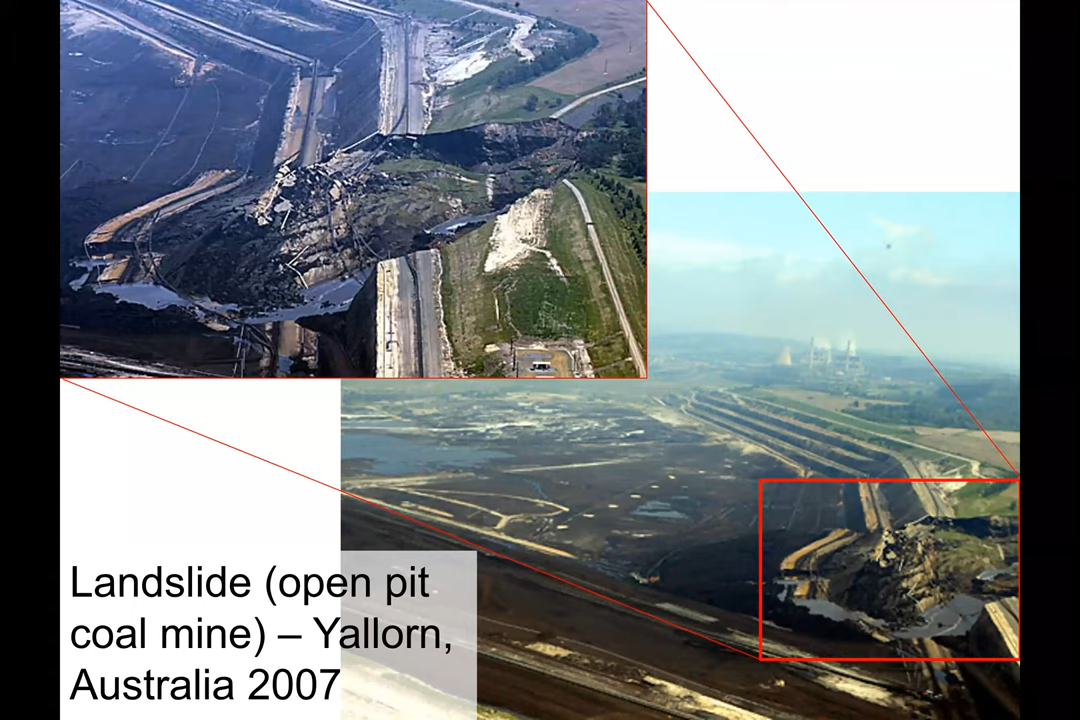 Landslide (open pit
coal mine) – Yallorn,
Australia 2007